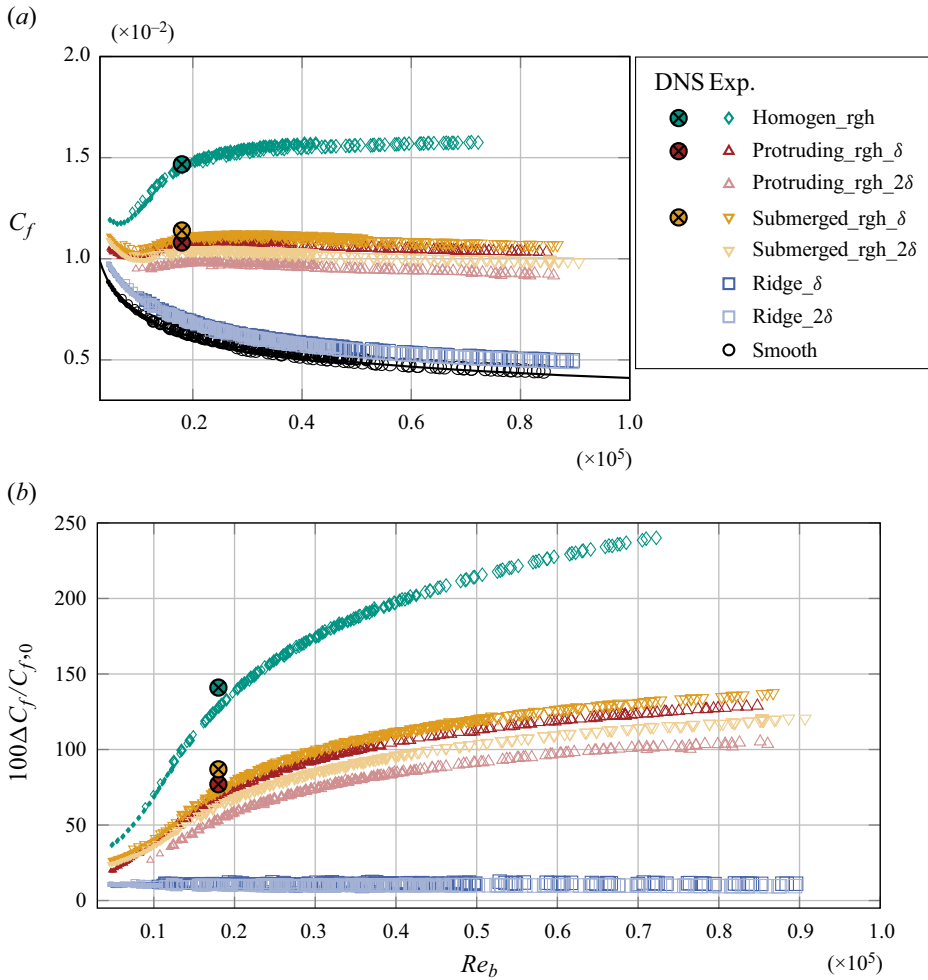 (a)
(×10⁻²)
2.0
1.5
C_f
1.0
0.5
0.2 0.4 0.6 0.8 1.0
(×10⁵)
DNS Exp.
Homogen_rgh
Protruding_rgh_δ
Protruding_rgh_2δ
Submerged_rgh_δ
Submerged_rgh_2δ
Ridge_δ
Ridge_2δ
Smooth
(b)
250
200
150
100ΔC_f/C_f,0
100
50
0
0.1 0.2 0.3 0.4 0.5 0.6 0.7 0.8 0.9 1.0
Re_b
(×10⁵)